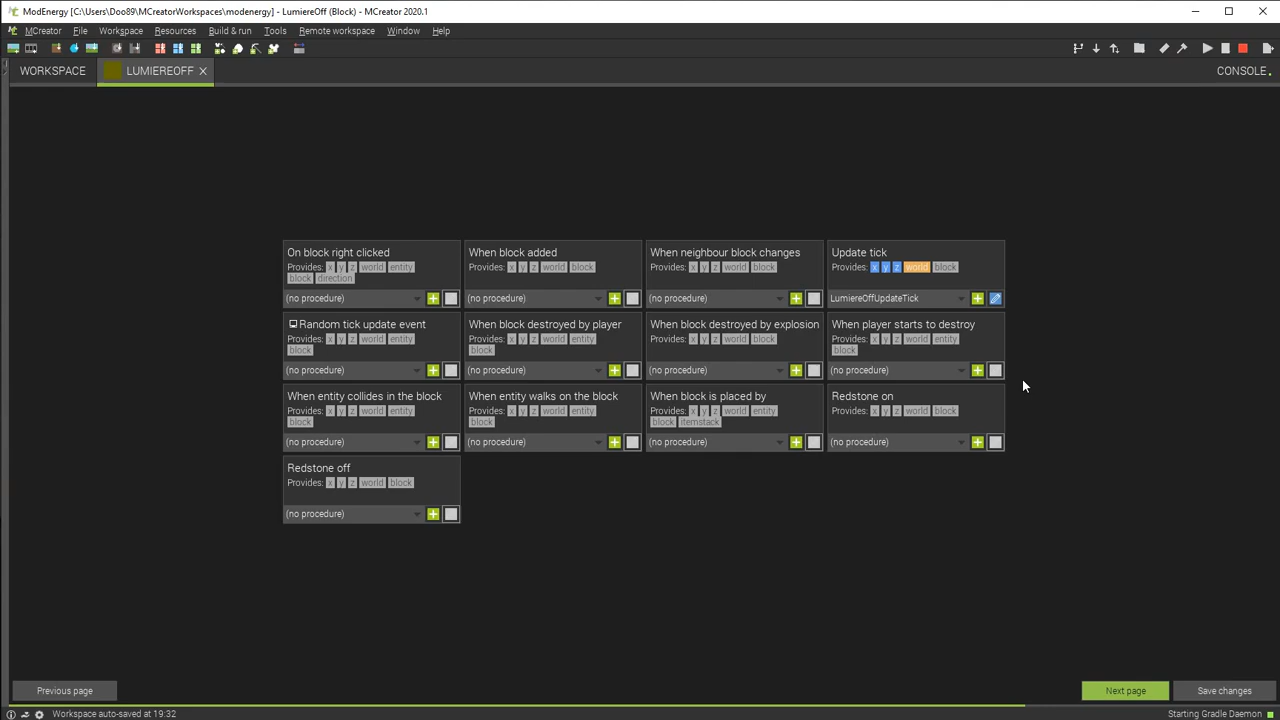 ModEnergy [C:\Users\Doo89\MCreatorWorkspaces\modenergy] - LumiereOff (Block) - MCreator 2020.1
MCreator File Workspace Resources Build & run Tools Remote workspace Window Help
WORKSPACE LUMIEREOFF CONSOLE
On block right clicked
Provides: x y z world entity
block direction
(no procedure)
When block added
Provides: x y z world block
(no procedure)
When neighbour block changes
Provides: x y z world block
(no procedure)
Update tick
Provides: x y z world block
LumiereOffUpdateTick
Random tick update event
Provides: x y z world entity
block
(no procedure)
When block destroyed by player
Provides: x y z world entity
block
(no procedure)
When block destroyed by explosion
Provides: x y z world block
(no procedure)
When player starts to destroy
Provides: x y z world entity
block
(no procedure)
When entity collides in the block
Provides: x y z world entity
block
(no procedure)
When entity walks on the block
Provides: x y z world entity
block
(no procedure)
When block is placed by
Provides: x y z world entity
block itemstack
(no procedure)
Redstone on
Provides: x y z world block
(no procedure)
Redstone off
Provides: x y z world block
(no procedure)
Previous page Next page Save changes
Workspace auto-saved at 19:32 Starting Gradle Daemon